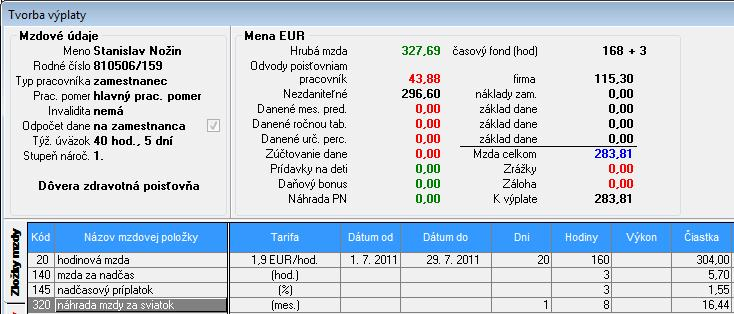 Tvorba výplaty
Mzdové údaje
Meno Stanislav Nožin
Rodné číslo 810506/159
Typ pracovníka zamestnanec
Prac. pomer hlavný prac. pomer
Invalidita nemá
Odpočet dane na zamestnanca
Týž. úväzok 40 hod., 5 dní
Stupeň nároč. 1.
Dôvera zdravotná poisťovňa
Mena EUR
Hrubá mzda 327,69 časový fond (hod) 168 + 3
Odvody poisťovniam
pracovník 43,88 firma 115,30
Nezdaniteľné 296,60 náklady zam. 0,00
Danené mes. pred. 0,00 základ dane 0,00
Danené ročnou tab. 0,00 základ dane 0,00
Danené urč. perc. 0,00 základ dane 0,00
Zúčtovanie dane 0,00 Mzda celkom 283,81
Prídavky na deti 0,00 Zrážky 0,00
Daňový bonus 0,00 Záloha 0,00
Náhrada PN 0,00 K výplate 283,81
Zložky mzdy
Kód Názov mzdovej položky Tarifa Dátum od Dátum do Dni Hodiny Výkon Čiastka
20 hodinová mzda 1,9 EUR/hod. 1. 7. 2011 29. 7. 2011 20 160 304,00
140 mzda za nadčas (hod.) 3 5,70
145 nadčasový príplatok (%) 3 1,55
320 náhrada mzdy za sviatok (mes.) 1 8 16,44